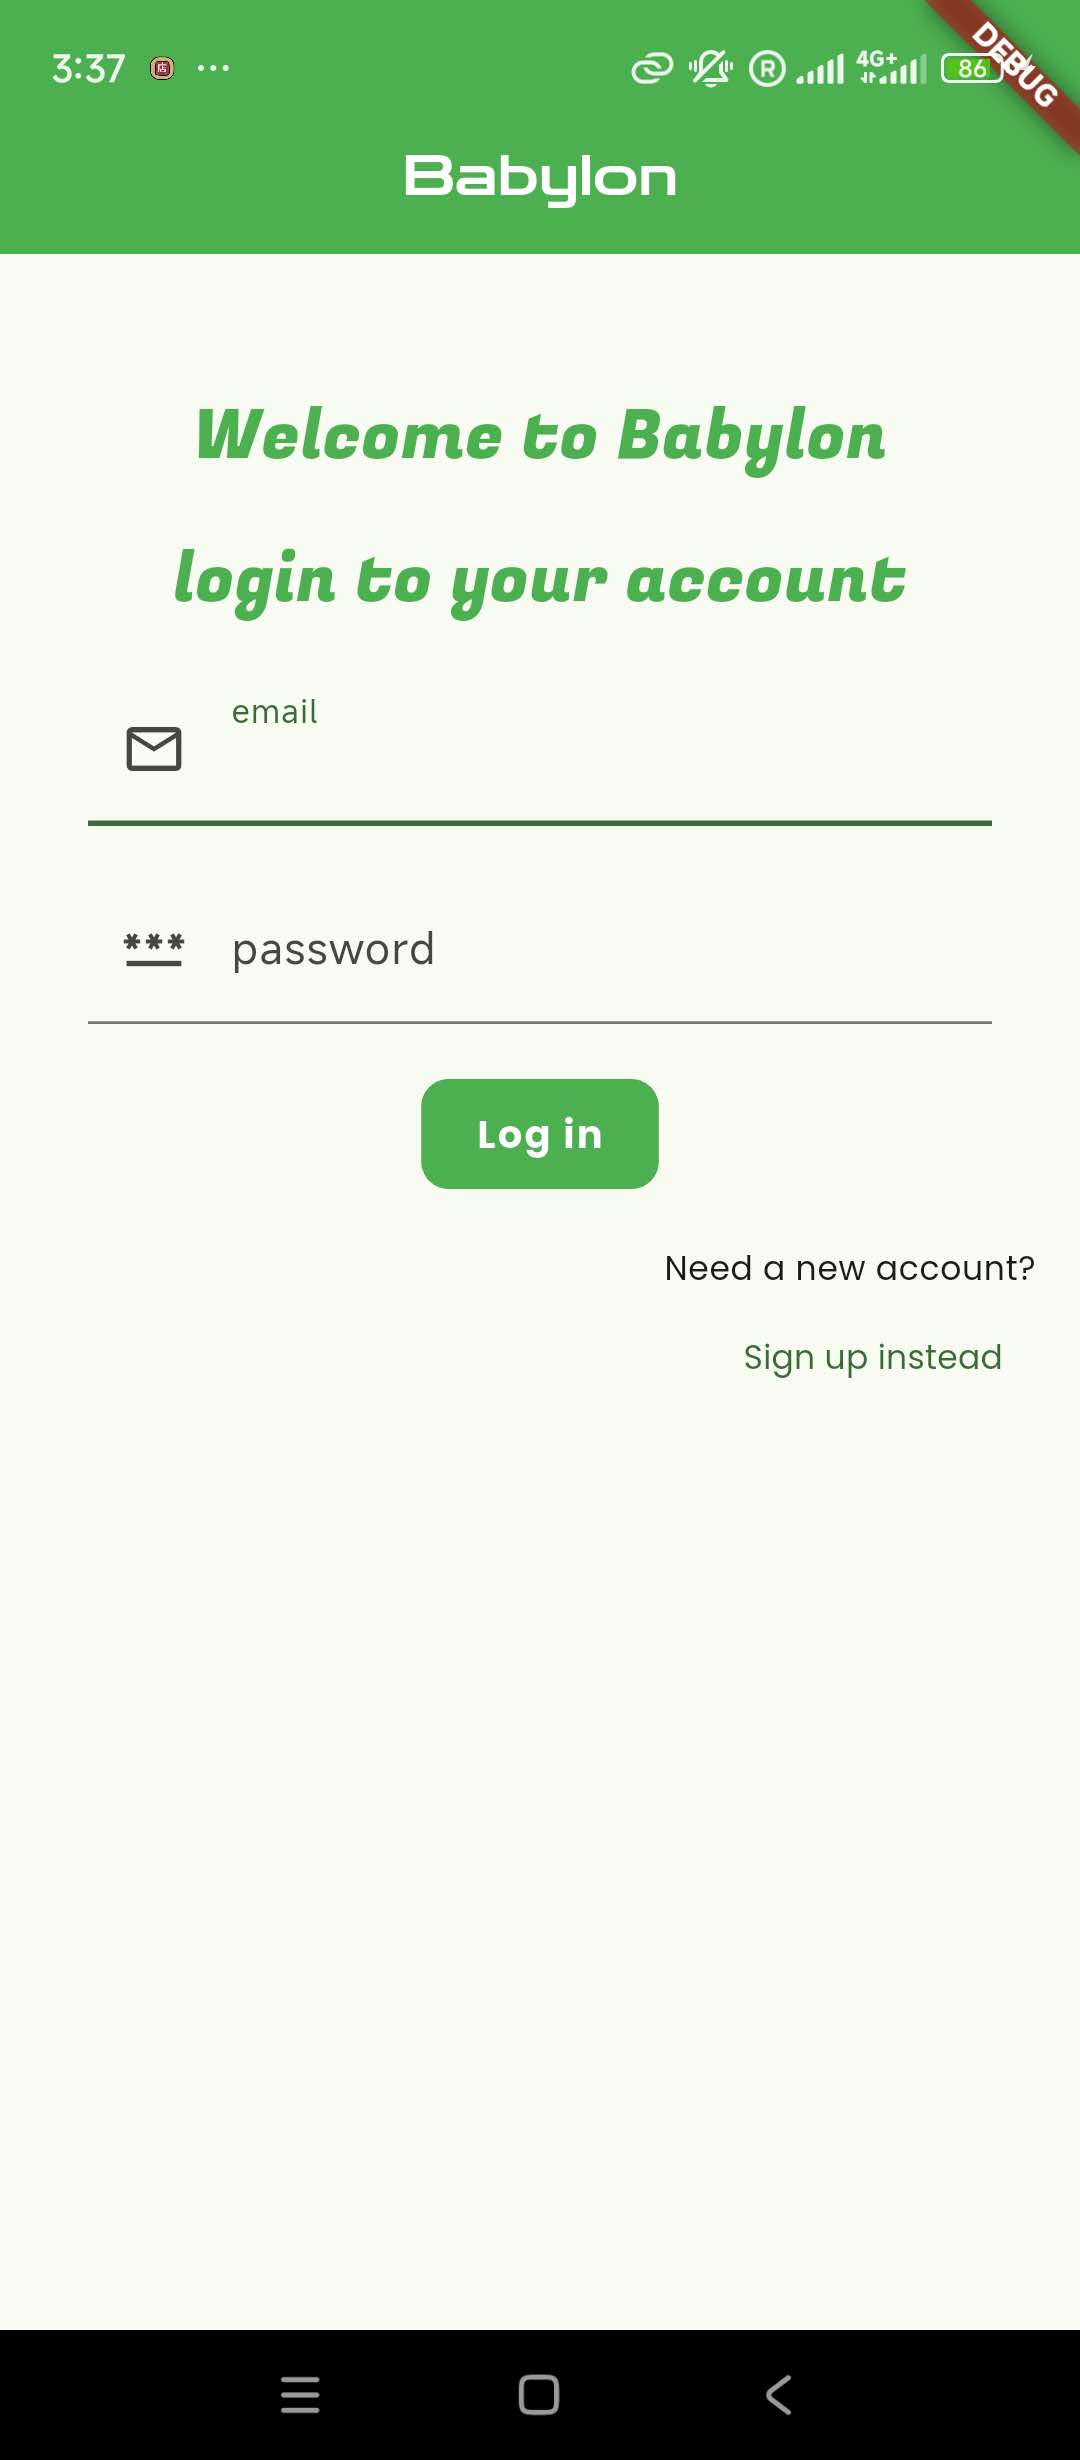 3:37 店 ... R 4G+ 86
DEBUG
Babylon
Welcome to Babylon
login to your account
email
*** password
Log in
Need a new account?
Sign up instead